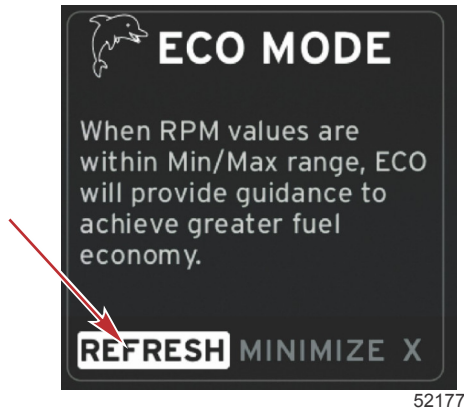 ECO MODE
When RPM values are
within Min/Max range, ECO
will provide guidance to
achieve greater fuel
economy.
REFRESH MINIMIZE X
52177